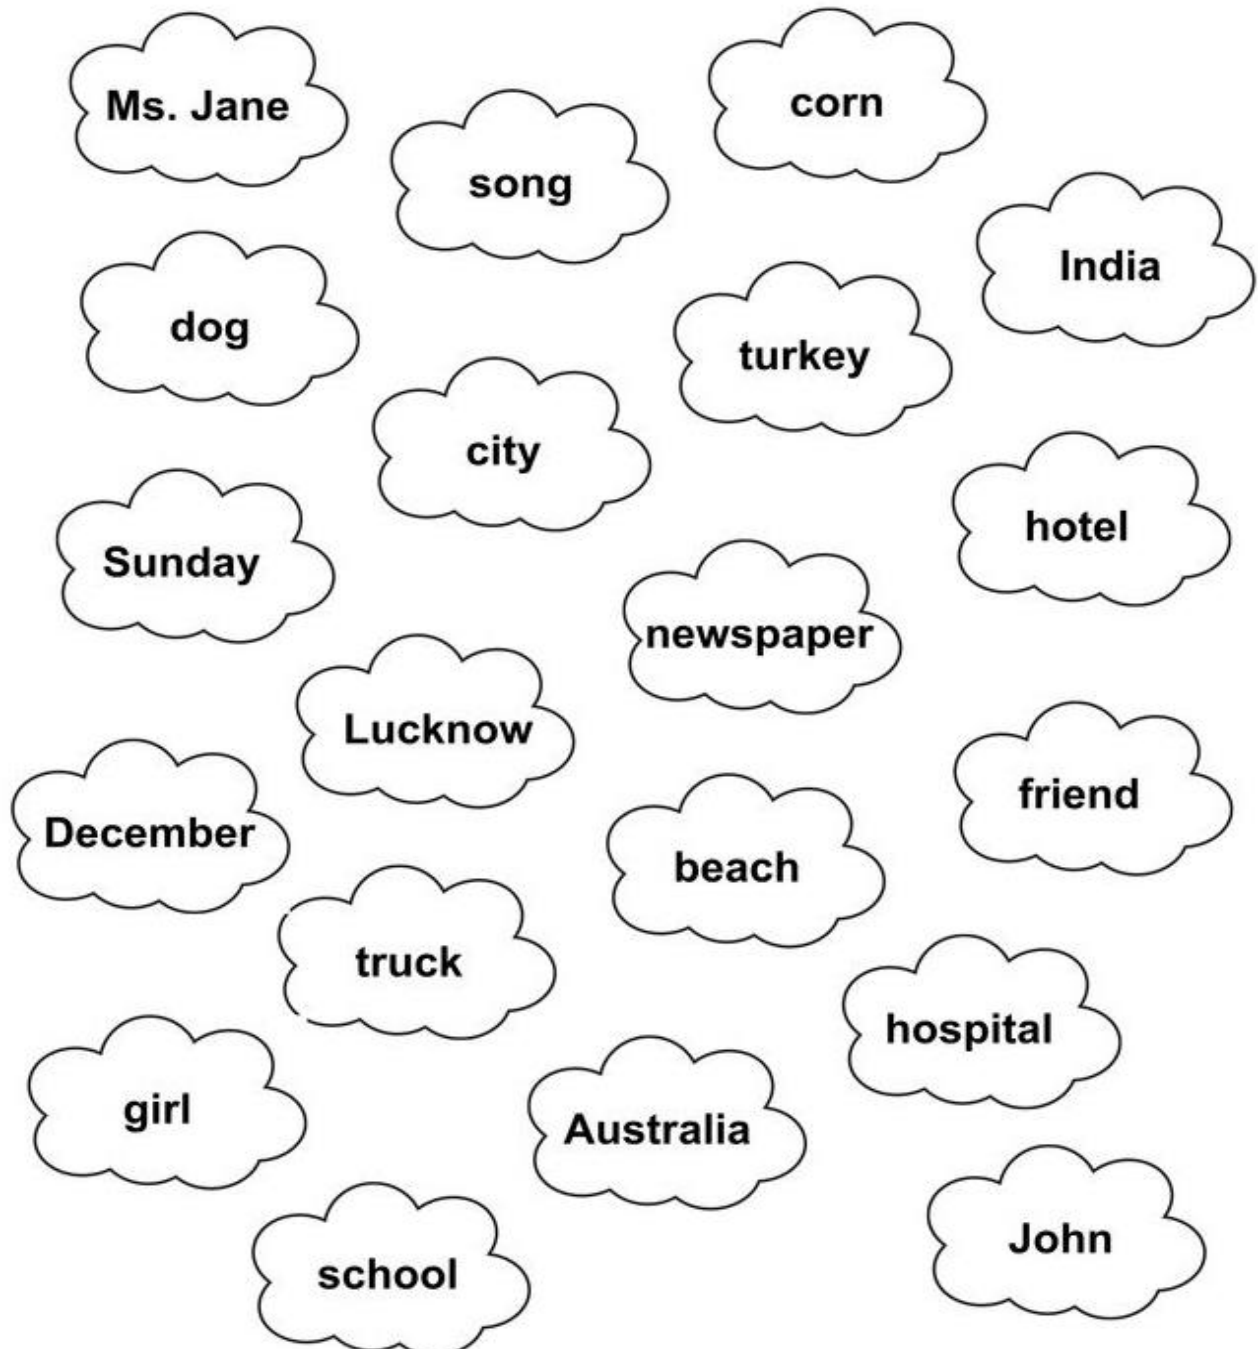 Ms. Jane
corn
song
India
dog
turkey
city
hotel
Sunday
newspaper
Lucknow
friend
December
beach
truck
hospital
girl
Australia
John
school